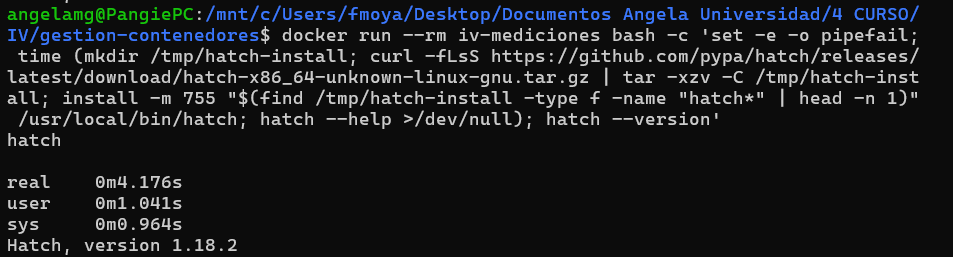 angelamg@PangiePC:/mnt/c/Users/fmoya/Desktop/Documentos Angela Universidad/4 CURSO/
IV/gestion-contenedores$ docker run --rm iv-mediciones bash -c 'set -e -o pipefail;
 time (mkdir /tmp/hatch-install; curl -fLsS https://github.com/pypa/hatch/releases/
latest/download/hatch-x86_64-unknown-linux-gnu.tar.gz | tar -xzv -C /tmp/hatch-inst
all; install -m 755 "$(find /tmp/hatch-install -type f -name "hatch*" | head -n 1)"
 /usr/local/bin/hatch; hatch --help >/dev/null); hatch --version'
hatch

real    0m4.176s
user    0m1.041s
sys     0m0.964s
Hatch, version 1.18.2